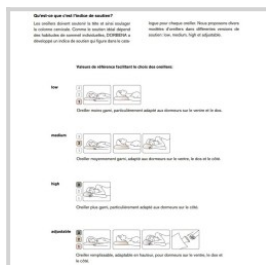 Qu'est-ce que c'est l'indice de soutien?
Les oreillers doivent soutenir la tête et ainsi soulager
la colonne cervicale. Comme le soutien idéal dépend
des habitudes de sommeil individuelles, DORBENA a
développé un indice de soutien qui figure dans le cata-
logue pour chaque oreiller. Nous proposons divers
modèles d'oreillers dans différentes versions de
soutien: low, medium, high et adjustable.
Valeurs de référence facilitant le choix des oreillers:
low
Oreiller moins garni, particulièrement adapté aux dormeurs sur le ventre et le dos.
medium
Oreiller moyennement garni, adapté aux dormeurs sur le ventre, le dos et le côté.
high
Oreiller plus garni, particulièrement adapté aux dormeurs sur le côté.
adjustable
Oreiller remplissable, adaptable en hauteur, pour dormeurs sur le ventre, le dos et
le côté.